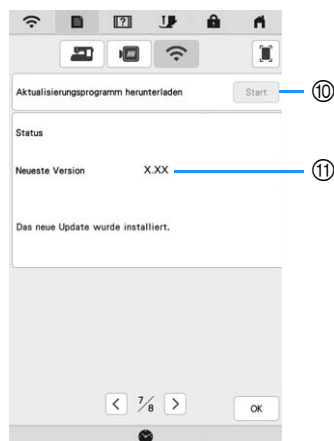 Aktualisierungsprogramm herunterladen Start ⑩
Status
Neueste Version X.XX ⑪
Das neue Update wurde installiert.
< 7/8 > OK